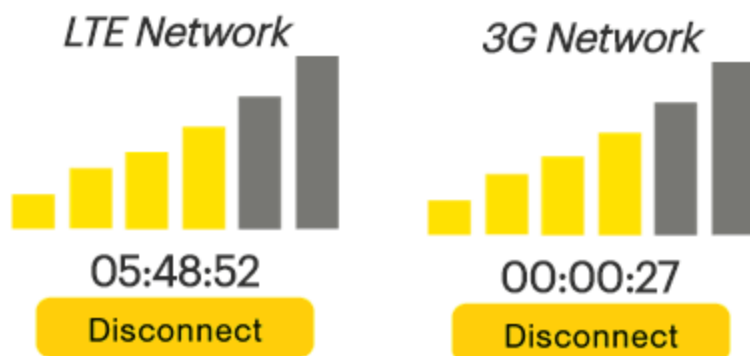 LTE Network
05:48:52
Disconnect
3G Network
00:00:27
Disconnect